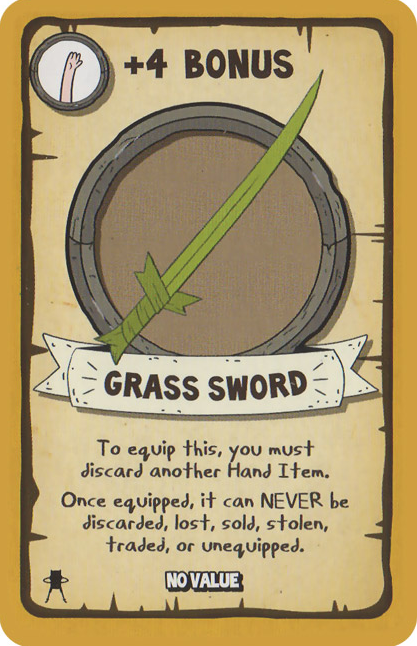 +4 BONUS
GRASS SWORD
To equip this, you must
discard another Hand Item.
Once equipped, it can NEVER be
discarded, lost, sold, stolen,
traded, or unequipped.
NO VALUE